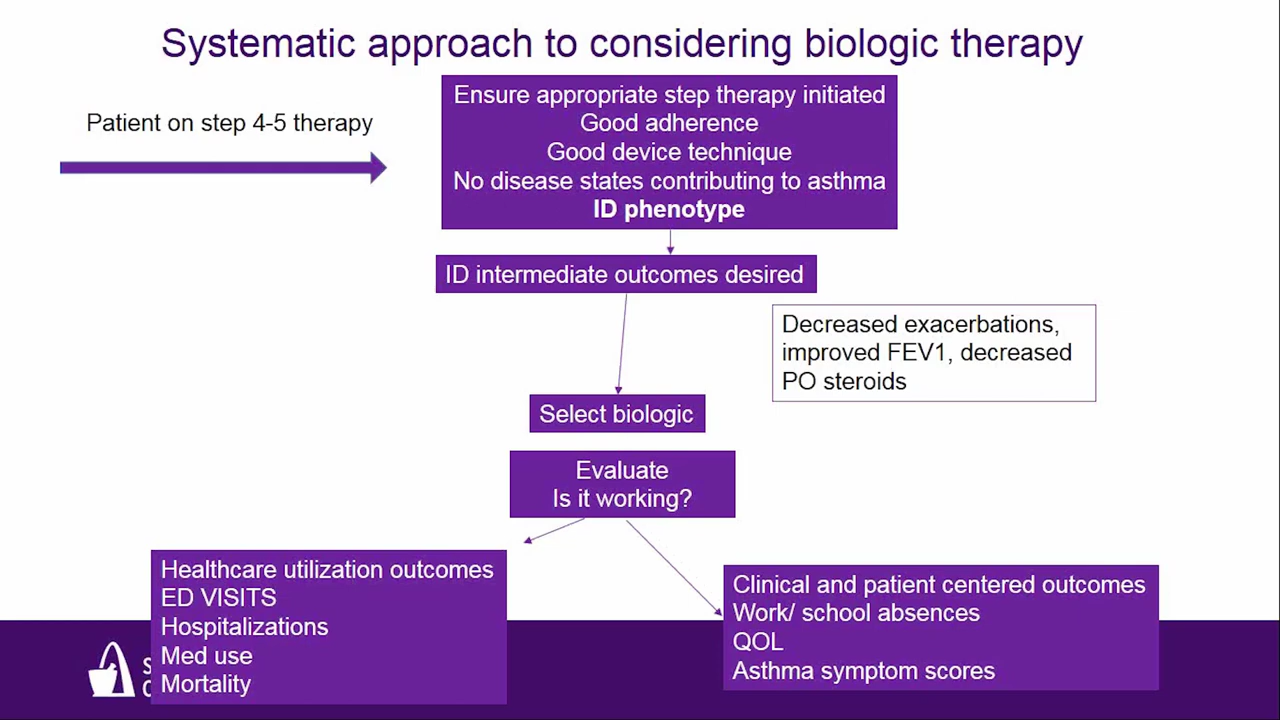 Systematic approach to considering biologic therapy
Patient on step 4-5 therapy
Ensure appropriate step therapy initiated
Good adherence
Good device technique
No disease states contributing to asthma
ID phenotype
ID intermediate outcomes desired
Decreased exacerbations,
improved FEV1, decreased
PO steroids
Select biologic
Evaluate
Is it working?
Healthcare utilization outcomes
ED VISITS
Hospitalizations
Med use
Mortality
Clinical and patient centered outcomes
Work/ school absences
QOL
Asthma symptom scores